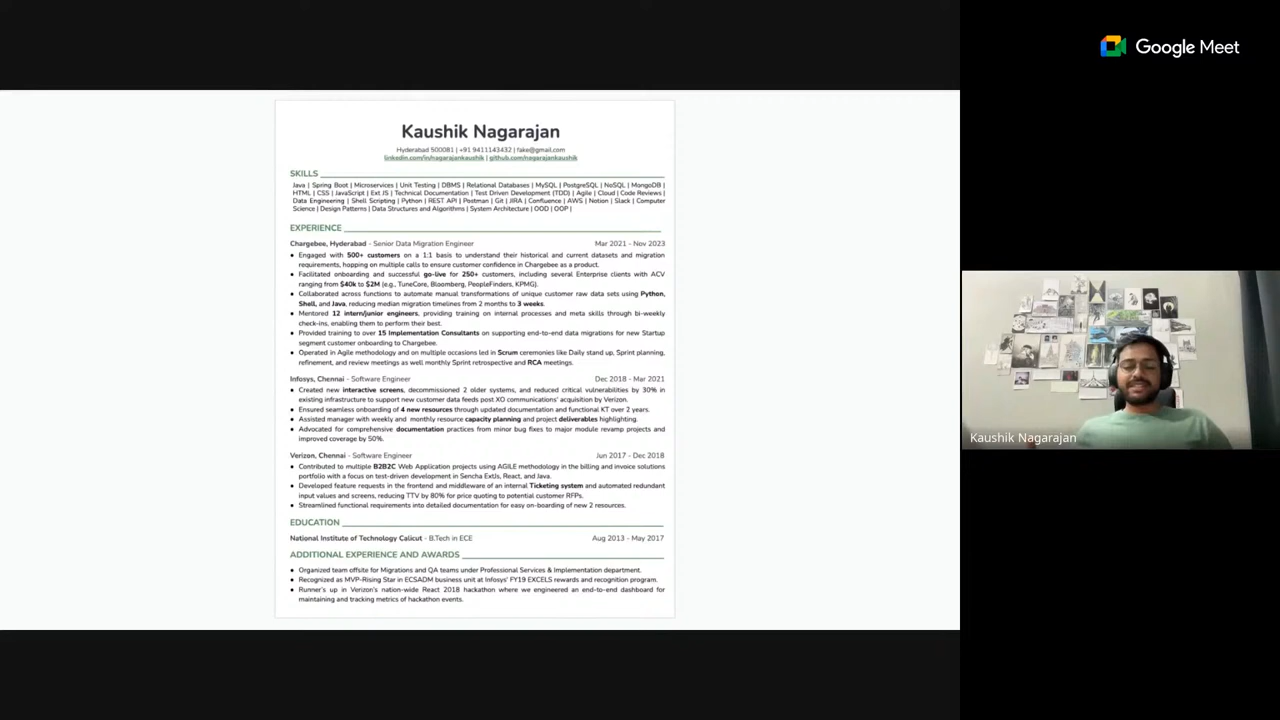 Google Meet
Kaushik Nagarajan
Hyderabad 500081 | +91 9411143432 | fake@gmail.com
linkedin.com/in/nagarajankaushik | github.com/nagarajankaushik
SKILLS
Java | Spring Boot | Microservices | Unit Testing | DBMS | Relational Databases | MySQL | PostgreSQL | NoSQL | MongoDB |
HTML | CSS | JavaScript | Ext JS | Technical Documentation | Test Driven Development (TDD) | Agile | Cloud | Code Reviews |
Data Engineering | Shell Scripting | Python | REST API | Postman | Git | JIRA | Confluence | AWS | Notion | Slack | Computer
Science | Design Patterns | Data Structures and Algorithms | System Architecture | OOD | OOP |
EXPERIENCE
Chargebee, Hyderabad - Senior Data Migration Engineer Mar 2021 - Nov 2023
● Engaged with 500+ customers on a 1:1 basis to understand their historical and current datasets and migration
requirements, hopping on multiple calls to ensure customer confidence in Chargebee as a product.
● Facilitated onboarding and successful go-live for 250+ customers, including several Enterprise clients with ACV
ranging from $40k to $2M (e.g., TuneCare, Bloomberg, PeopleFinders, KPMG).
● Collaborated across functions to automate manual transformations of unique customer raw data sets using Python,
Shell, and Java, reducing median migration timelines from 2 months to 3 weeks.
● Mentored 12 intern/junior engineers, providing training on internal processes and meta skills through bi-weekly
check-ins, enabling them to perform their best.
● Provided training to over 15 Implementation Consultants on supporting end-to-end data migrations for new Startup
segment customer onboarding to Chargebee.
● Operated in Agile methodology and on multiple occasions led in Scrum ceremonies like Daily stand up, Sprint planning,
refinement, and review meetings as well monthly Sprint retrospective and RCA meetings.
Infosys, Chennai - Software Engineer Dec 2018 - Mar 2021
● Created new interactive screens, decommissioned 2 older systems, and reduced critical vulnerabilities by 30% in
existing infrastructure to support new customer data feeds post XO communications' acquisition by Verizon.
● Ensured seamless onboarding of 4 new resources through updated documentation and functional KT over 2 years.
● Assisted manager with weekly and monthly resource capacity planning and project deliverables highlighting.
● Advocated for comprehensive documentation practices from minor bug fixes to major module revamp projects and
improved coverage by 50%.
Verizon, Chennai - Software Engineer Jun 2017 - Dec 2018
● Contributed to multiple B2B2C Web Application projects using AGILE methodology in the billing and invoice solutions
portfolio with a focus on test-driven development in Sencha ExtJs, React, and Java.
● Developed feature requests in the frontend and middleware of an internal Ticketing system and automated redundant
input values and screens, reducing TTV by 80% for price quoting to potential customer RFPs.
● Streamlined functional requirements into detailed documentation for easy on-boarding of new 2 resources.
EDUCATION
National Institute of Technology Calicut - B.Tech in ECE Aug 2013 - May 2017
ADDITIONAL EXPERIENCE AND AWARDS
● Organized team offsite for Migrations and QA teams under Professional Services & Implementation department.
● Recognized as MVP-Rising Star in ECSADM business unit at Infosys' FY19 EXCELS rewards and recognition program.
● Runner's up in Verizon's nation-wide React 2018 hackathon where we engineered an end-to-end dashboard for
maintaining and tracking metrics of hackathon events.
Kaushik Nagarajan